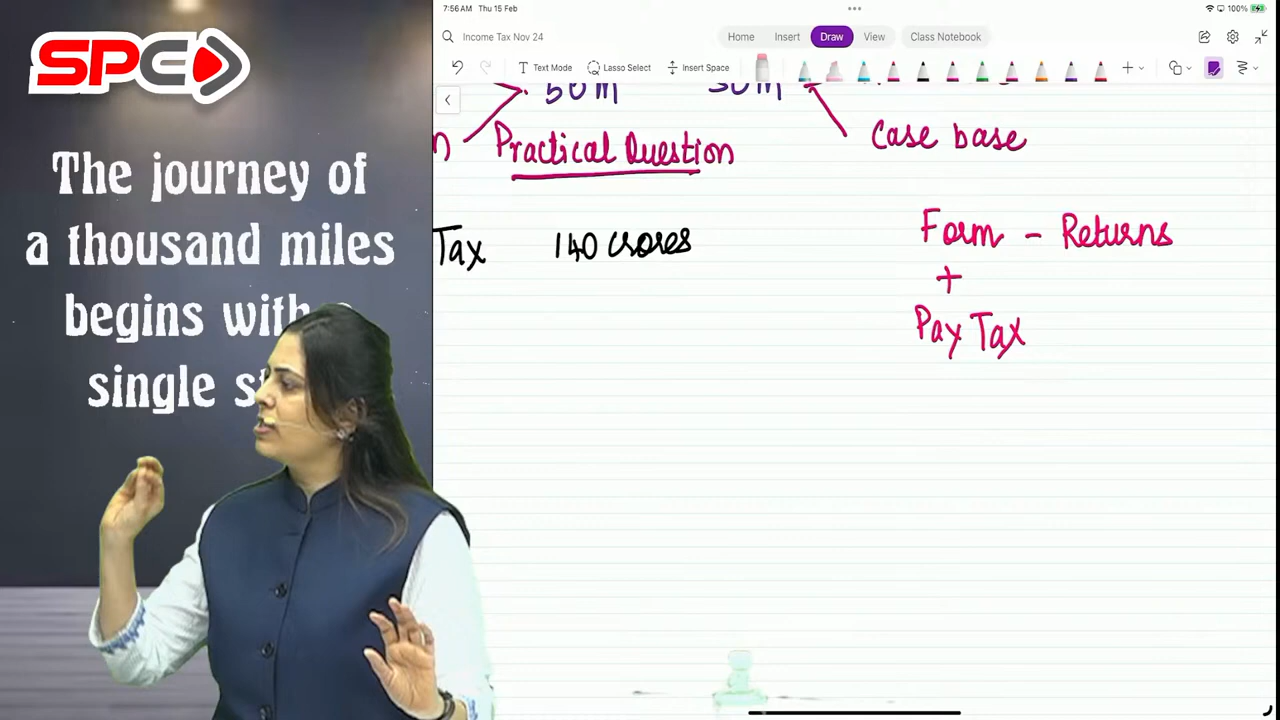 SPC
The journey of
a thousand miles
begins with
single
7:56 AM Thu 15 Feb
100%
Income Tax Nov 24
Home Insert Draw View Class Notebook
Text Mode Lasso Select Insert Space
50M 30M
Practical Question
Case base
Tax 140 crores
Form - Returns
+
Pay Tax